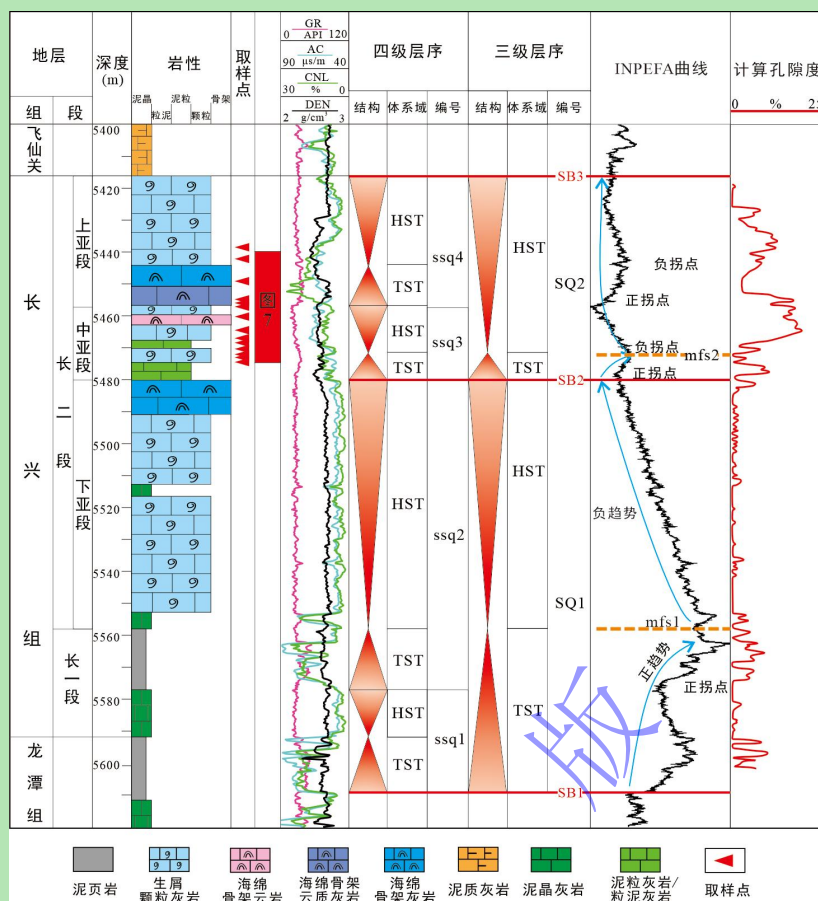 地层
深度
(m)
岩性
取样点
GR
0 API 120
AC
90 μs/m 40
CNL
30 % 0
DEN
2 g/cm³ 3
四级层序
三级层序
INPEFA曲线
计算孔隙度
0 %
组 段
泥晶 泥粒 骨架
粒泥 颗粒
结构 体系域 编号
结构 体系域 编号
飞仙关
长兴组
龙潭组
长二段
长一段
上亚段
中亚段
下亚段
5400
5420
5440
5460
5480
5500
5520
5540
5560
5580
5600
HST
TST
HST
TST
HST
TST
HST
TST
ssq4
ssq3
ssq2
ssq1
HST
TST
HST
TST
SQ2
SQ1
SB3
SB2
SB1
mfs2
mfs1
负拐点
正拐点
负拐点
正拐点
负趋势
正趋势
正拐点
版
泥页岩
生屑
颗粒灰岩
海绵
骨架云岩
海绵骨架
云质灰岩
海绵
骨架灰岩
泥质灰岩
泥晶灰岩
泥粒灰岩/
粒泥灰岩
取样点